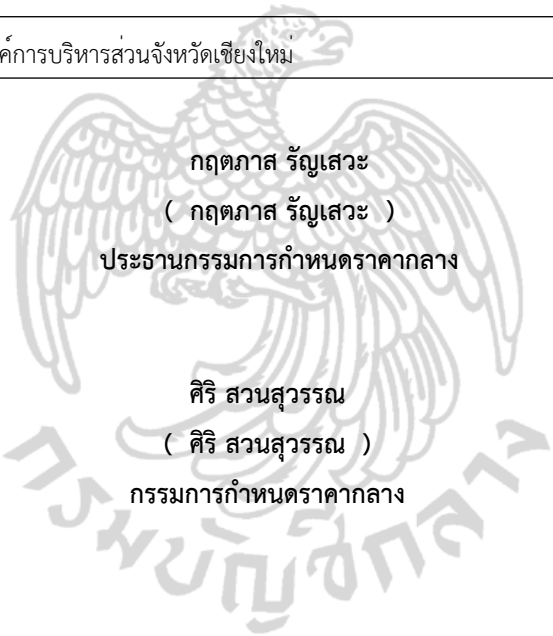 ค์การบริหารส่วนจังหวัดเชียงใหม่
กฤตภาส รัญเสวะ
( กฤตภาส รัญเสวะ )
ประธานกรรมการกำหนดราคากลาง
ศิริ สวนสุวรรณ
( ศิริ สวนสุวรรณ )
กรรมการกำหนดราคากลาง
กรมบัญชีกลาง